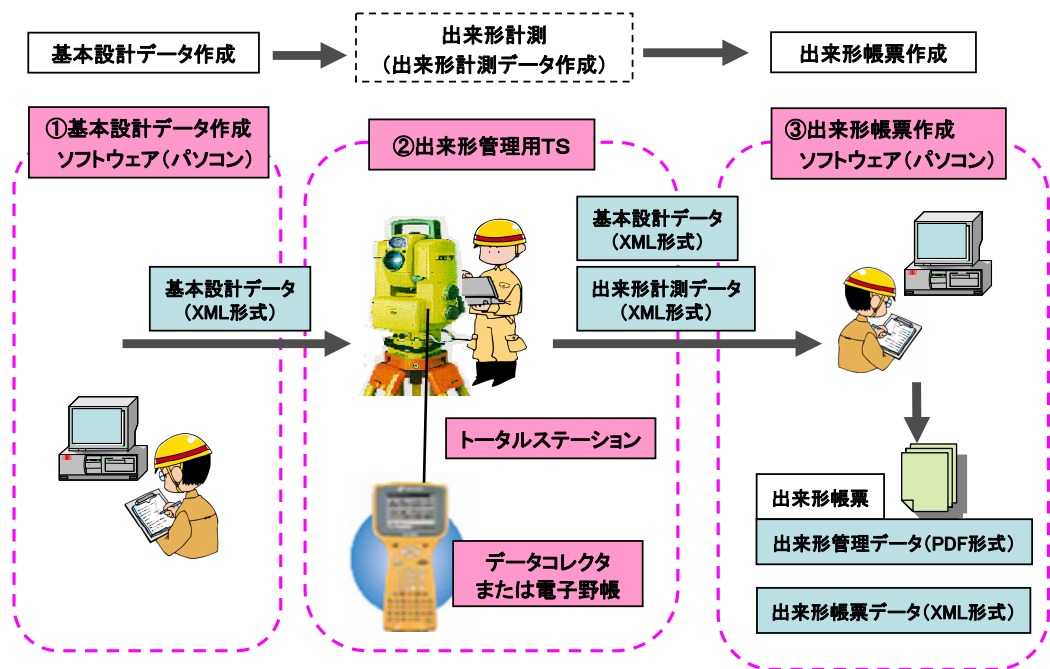 基本設計データ作成
出来形計測
(出来形計測データ作成)
出来形帳票作成
①基本設計データ作成
ソフトウェア(パソコン)
②出来形管理用TS
③出来形帳票作成
ソフトウェア(パソコン)
基本設計データ
(XML形式)
基本設計データ
(XML形式)
出来形計測データ
(XML形式)
トータルステーション
データコレクタ
または電子野帳
出来形帳票
出来形管理データ(PDF形式)
出来形帳票データ(XML形式)